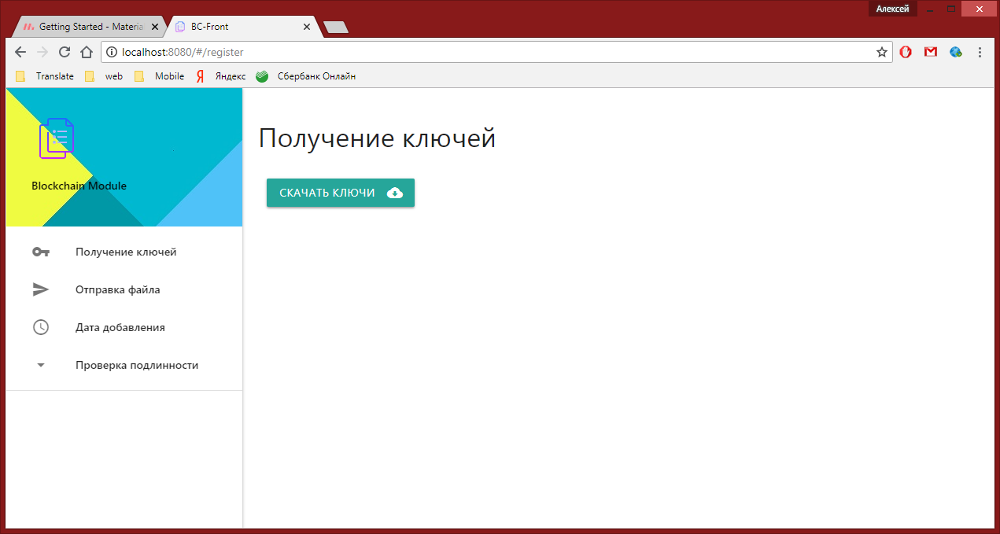 Алексей
Getting Started - Materia
BC-Front
localhost:8080/#/register
Translate web Mobile Яндекс Сбербанк Онлайн
Blockchain Module
Получение ключей
Отправка файла
Дата добавления
Проверка подлинности
Получение ключей
СКАЧАТЬ КЛЮЧИ